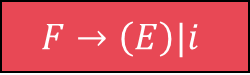 F → (E)|i